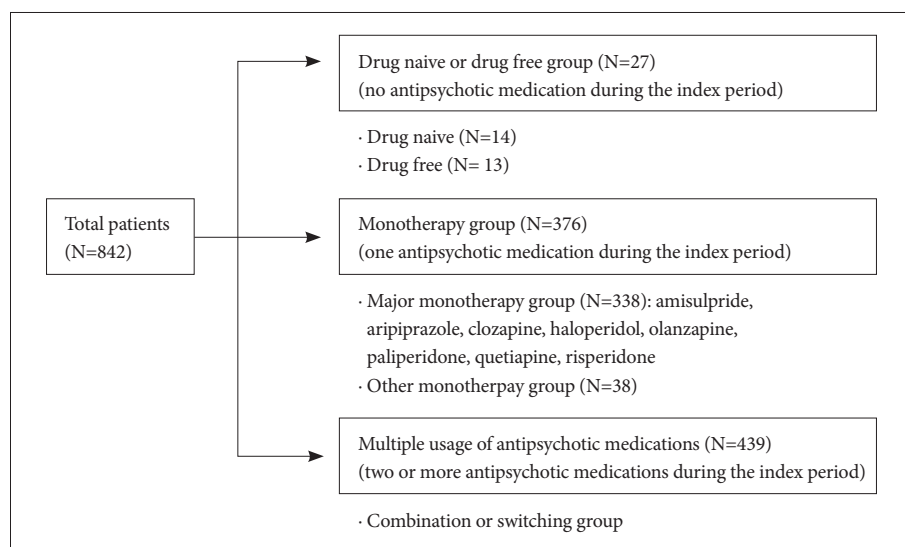 Drug naive or drug free group (N=27)
(no antipsychotic medication during the index period)
· Drug naive (N=14)
· Drug free (N= 13)
Total patients
(N=842)
Monotherapy group (N=376)
(one antipsychotic medication during the index period)
· Major monotherapy group (N=338): amisulpride,
aripiprazole, clozapine, haloperidol, olanzapine,
paliperidone, quetiapine, risperidone
· Other monotherpay group (N=38)
Multiple usage of antipsychotic medications (N=439)
(two or more antipsychotic medications during the index period)
· Combination or switching group